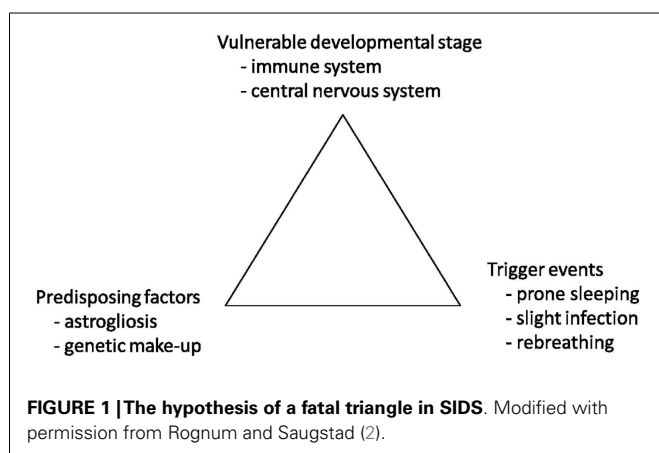 Vulnerable developmental stage
- immune system
- central nervous system
Predisposing factors
- astrogliosis
- genetic make-up
Trigger events
- prone sleeping
- slight infection
- rebreathing
FIGURE 1 | The hypothesis of a fatal triangle in SIDS. Modified with
permission from Rognum and Saugstad (2).